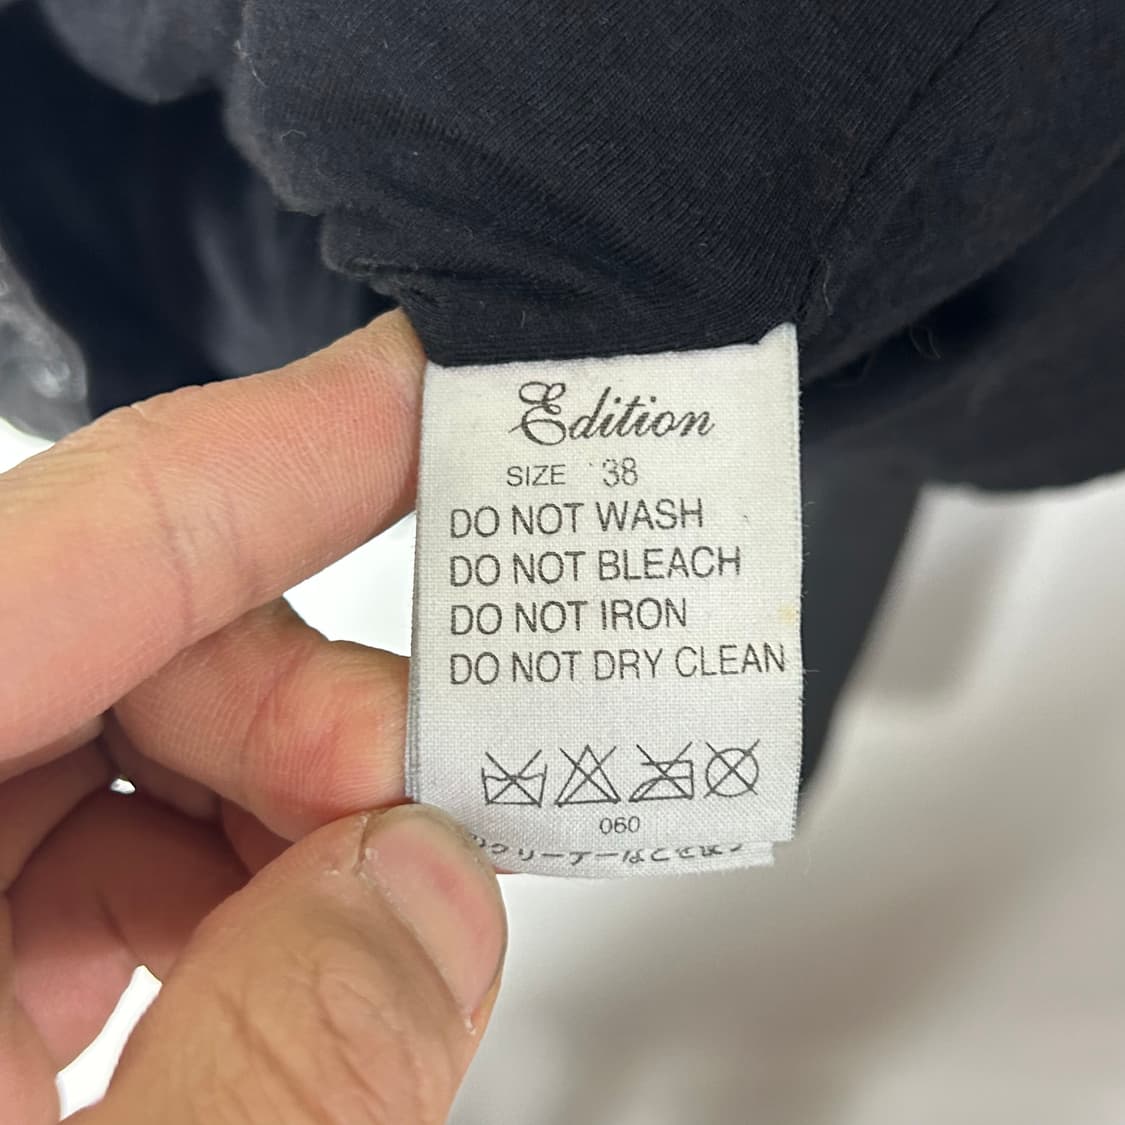 Edition
SIZE 38
DO NOT WASH
DO NOT BLEACH
DO NOT IRON
DO NOT DRY CLEAN
060